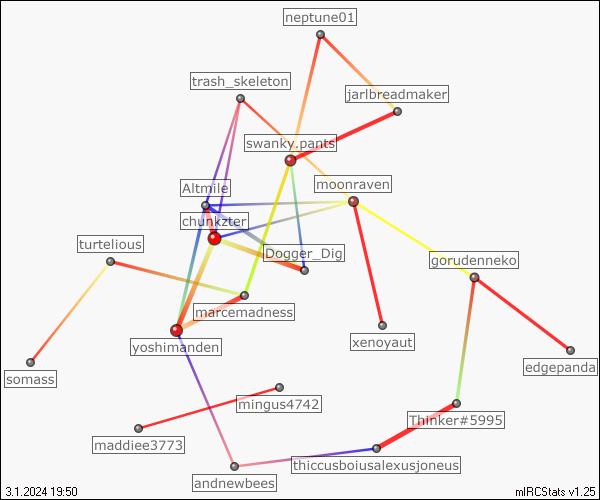 neptune01
trash_skeleton
jarlbreadmaker
swanky.pants
moonraven
Altmile
chunkzter
turtelious
Dogger_Dig
gorudenneko
marcemadness
yoshimanden
xenoyaut
edgepanda
somass
mingus4742
Thinker#5995
maddiee3773
thiccusboiusalexusjoneus
andnewbees
3.1.2024 19:50
mIRCStats v1.25